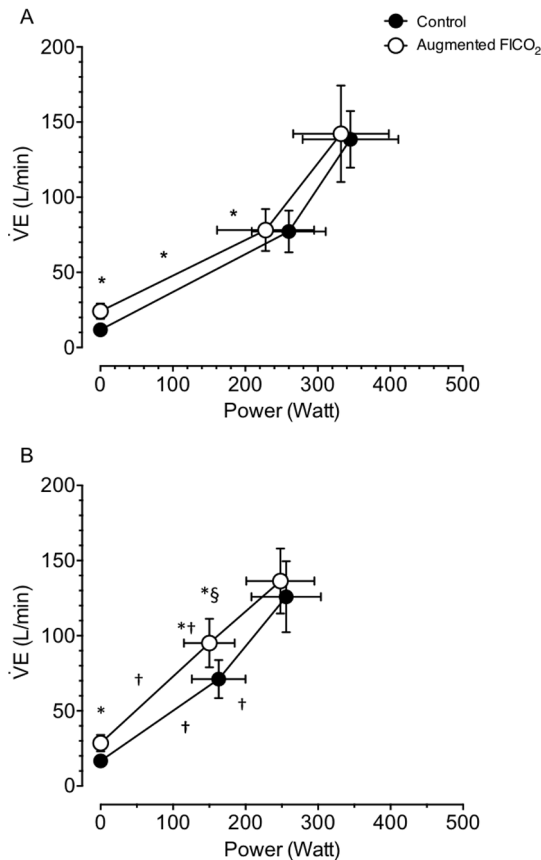 A
Control
Augmented FICO₂
200
150
100
50
0
V̇E (L/min)
*
*
*
0 100 200 300 400 500
Power (Watt)
B
200
150
100
50
0
V̇E (L/min)
*§
*†
†
*
†
†
0 100 200 300 400 500
Power (Watt)